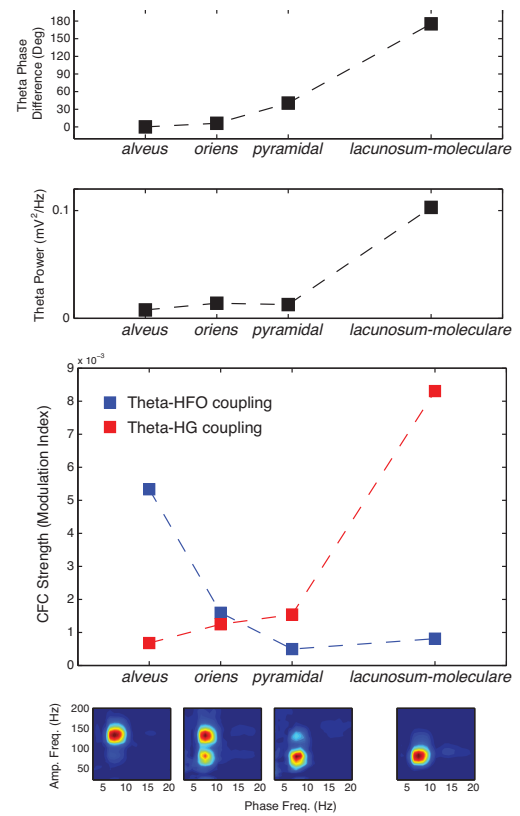 180
150
120
90
60
30
0
Theta Phase
Difference (Deg)
alveus oriens pyramidal lacunosum-moleculare
0.1
0
Theta Power (mV²/Hz)
alveus oriens pyramidal lacunosum-moleculare
x 10⁻³
9
8
7
6
5
4
3
2
1
0
CFC Strength (Modulation Index)
Theta-HFO coupling
Theta-HG coupling
alveus oriens pyramidal lacunosum-moleculare
Amp. Freq. (Hz)
200
150
100
50
5 10 15 20 5 10 15 20 5 10 15 20 5 10 15 20
Phase Freq. (Hz)